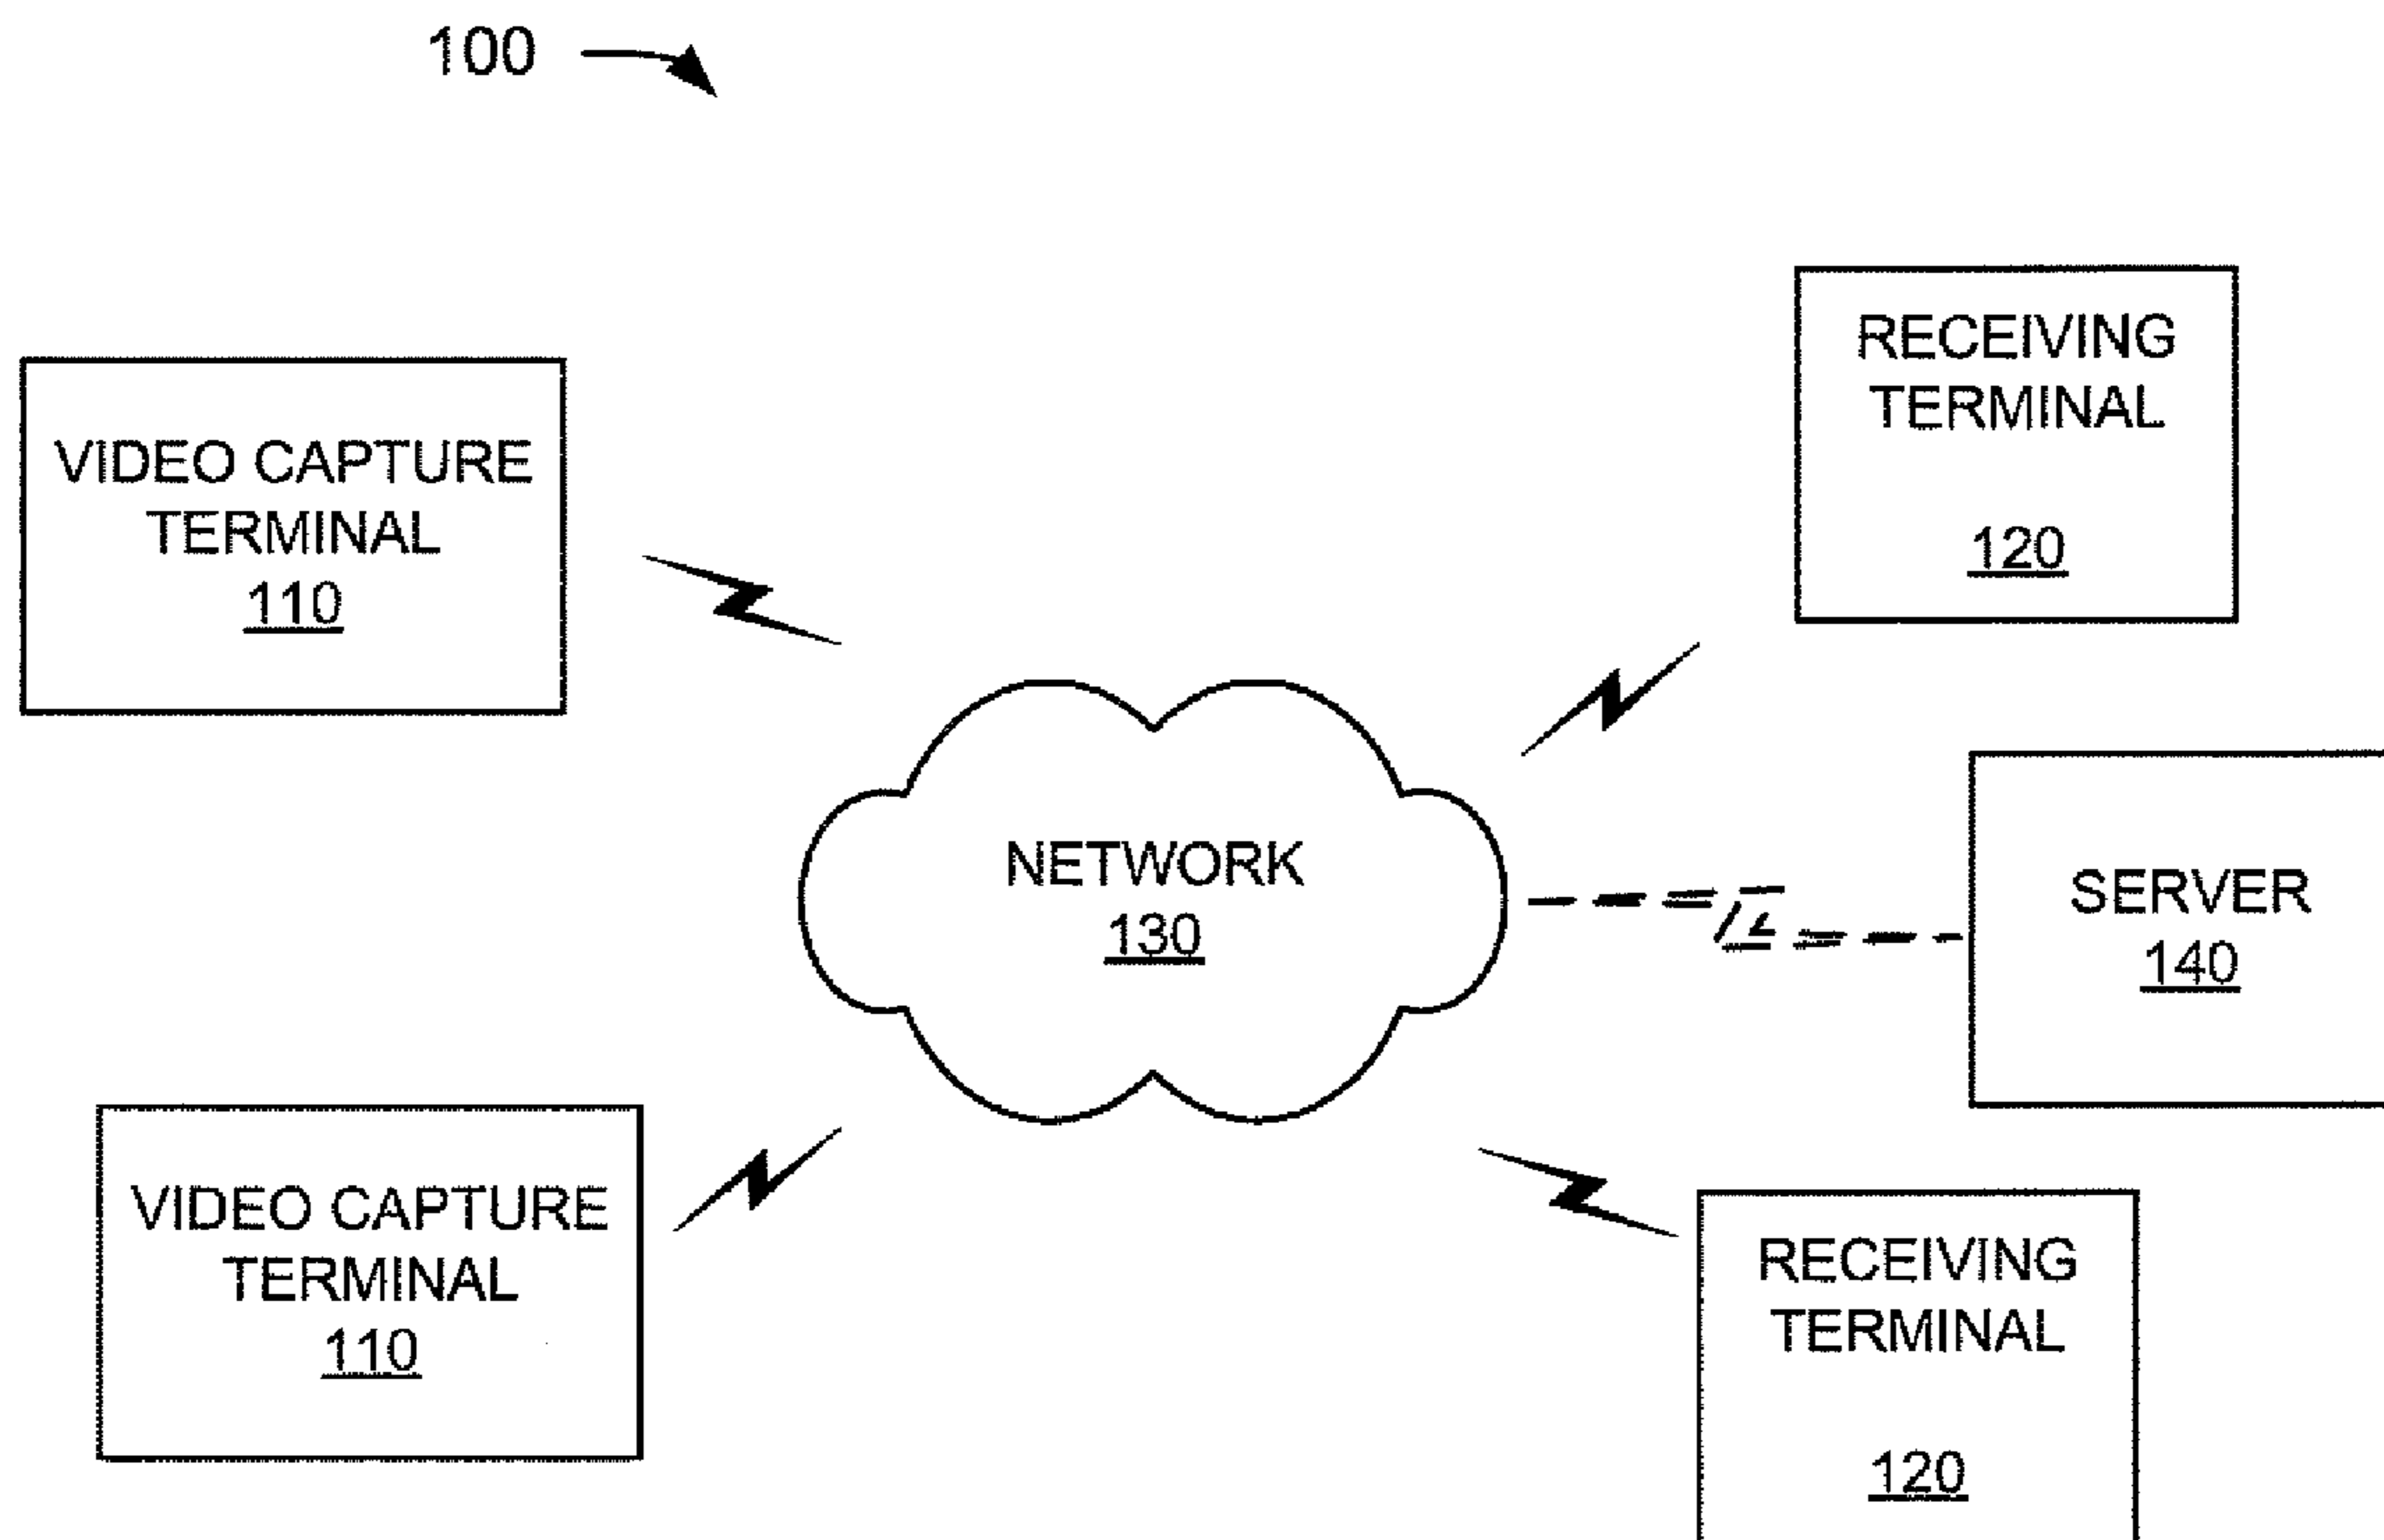 100
VIDEO CAPTURE
TERMINAL
110
RECEIVING
TERMINAL
120
NETWORK
130
SERVER
140
VIDEO CAPTURE
TERMINAL
110
RECEIVING
TERMINAL
120